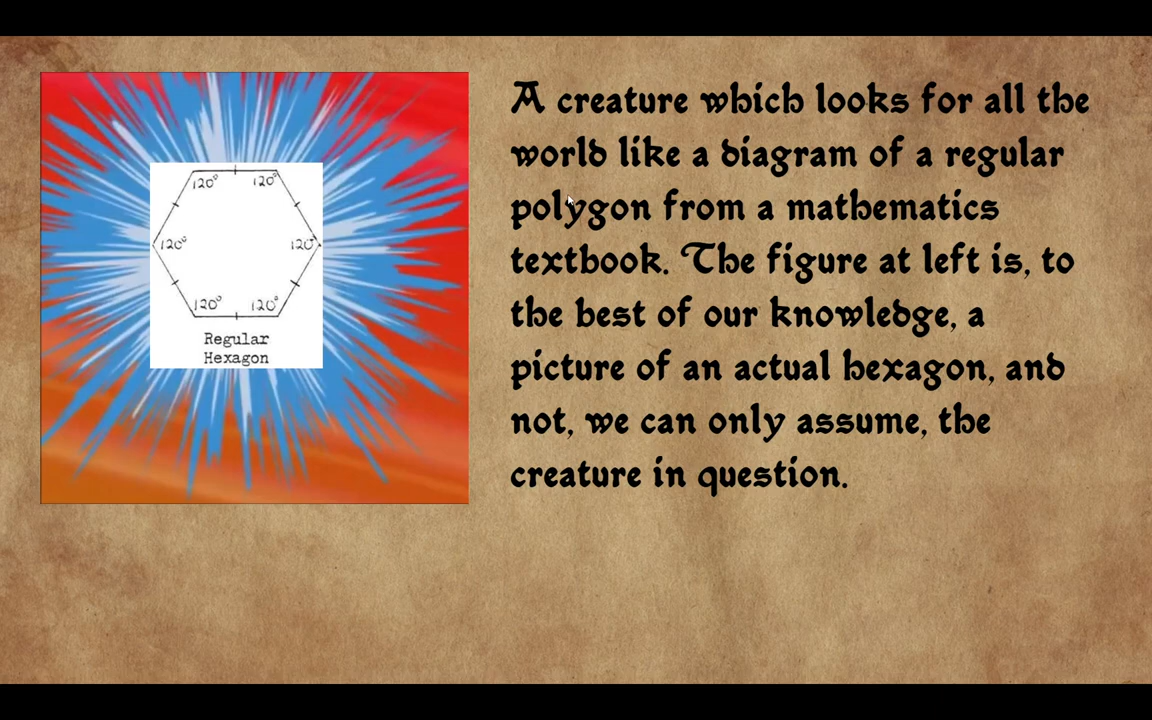 A creature which looks for all the
world like a diagram of a regular
polygon from a mathematics
textbook. The figure at left is, to
the best of our knowledge, a
picture of an actual hexagon, and
not, we can only assume, the
creature in question.
120° 120°
120° 120°
120° 120°
Regular
Hexagon